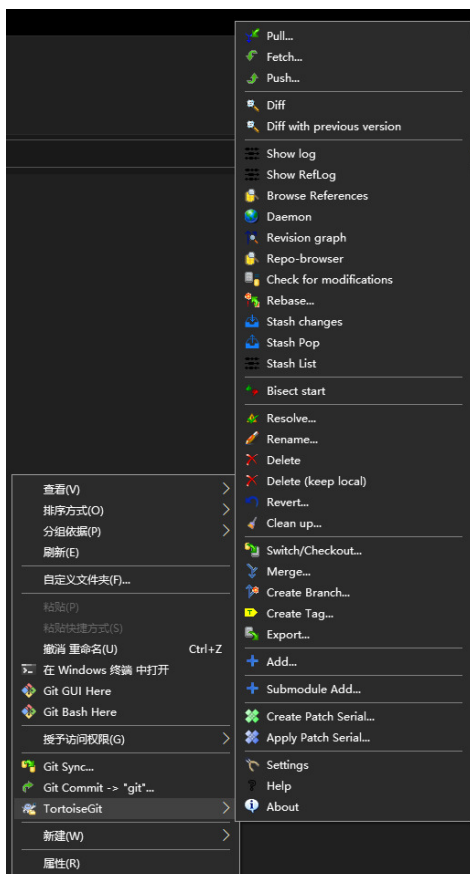 Pull...
Fetch...
Push...
Diff
Diff with previous version
Show log
Show RefLog
Browse References
Daemon
Revision graph
Repo-browser
Check for modifications
Rebase...
Stash changes
Stash Pop
Stash List
Bisect start
Resolve...
Rename...
Delete
Delete (keep local)
Revert...
Clean up...
Switch/Checkout...
Merge...
Create Branch...
Create Tag...
Export...
Add...
Submodule Add...
Create Patch Serial...
Apply Patch Serial...
Settings
Help
About
查看(V)
排序方式(O)
分组依据(P)
刷新(E)
自定义文件夹(F)...
粘贴(P)
粘贴快捷方式(S)
撤消 重命名(U) Ctrl+Z
在 Windows 终端 中打开
Git GUI Here
Git Bash Here
授予访问权限(G)
Git Sync...
Git Commit -> "git"...
TortoiseGit
新建(W)
属性(R)